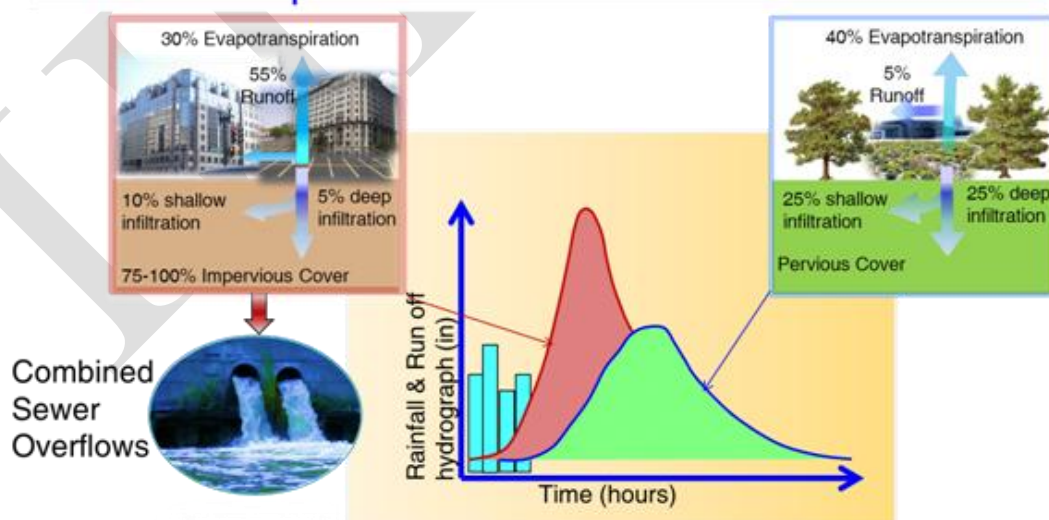 30% Evapotranspiration
55%
Runoff
10% shallow
infiltration
5% deep
infiltration
75-100% Impervious Cover
40% Evapotranspiration
5%
Runoff
25% shallow
infiltration
25% deep
infiltration
Pervious Cover
Combined
Sewer
Overflows
Rainfall & Run off
hydrograph (in)
Time (hours)